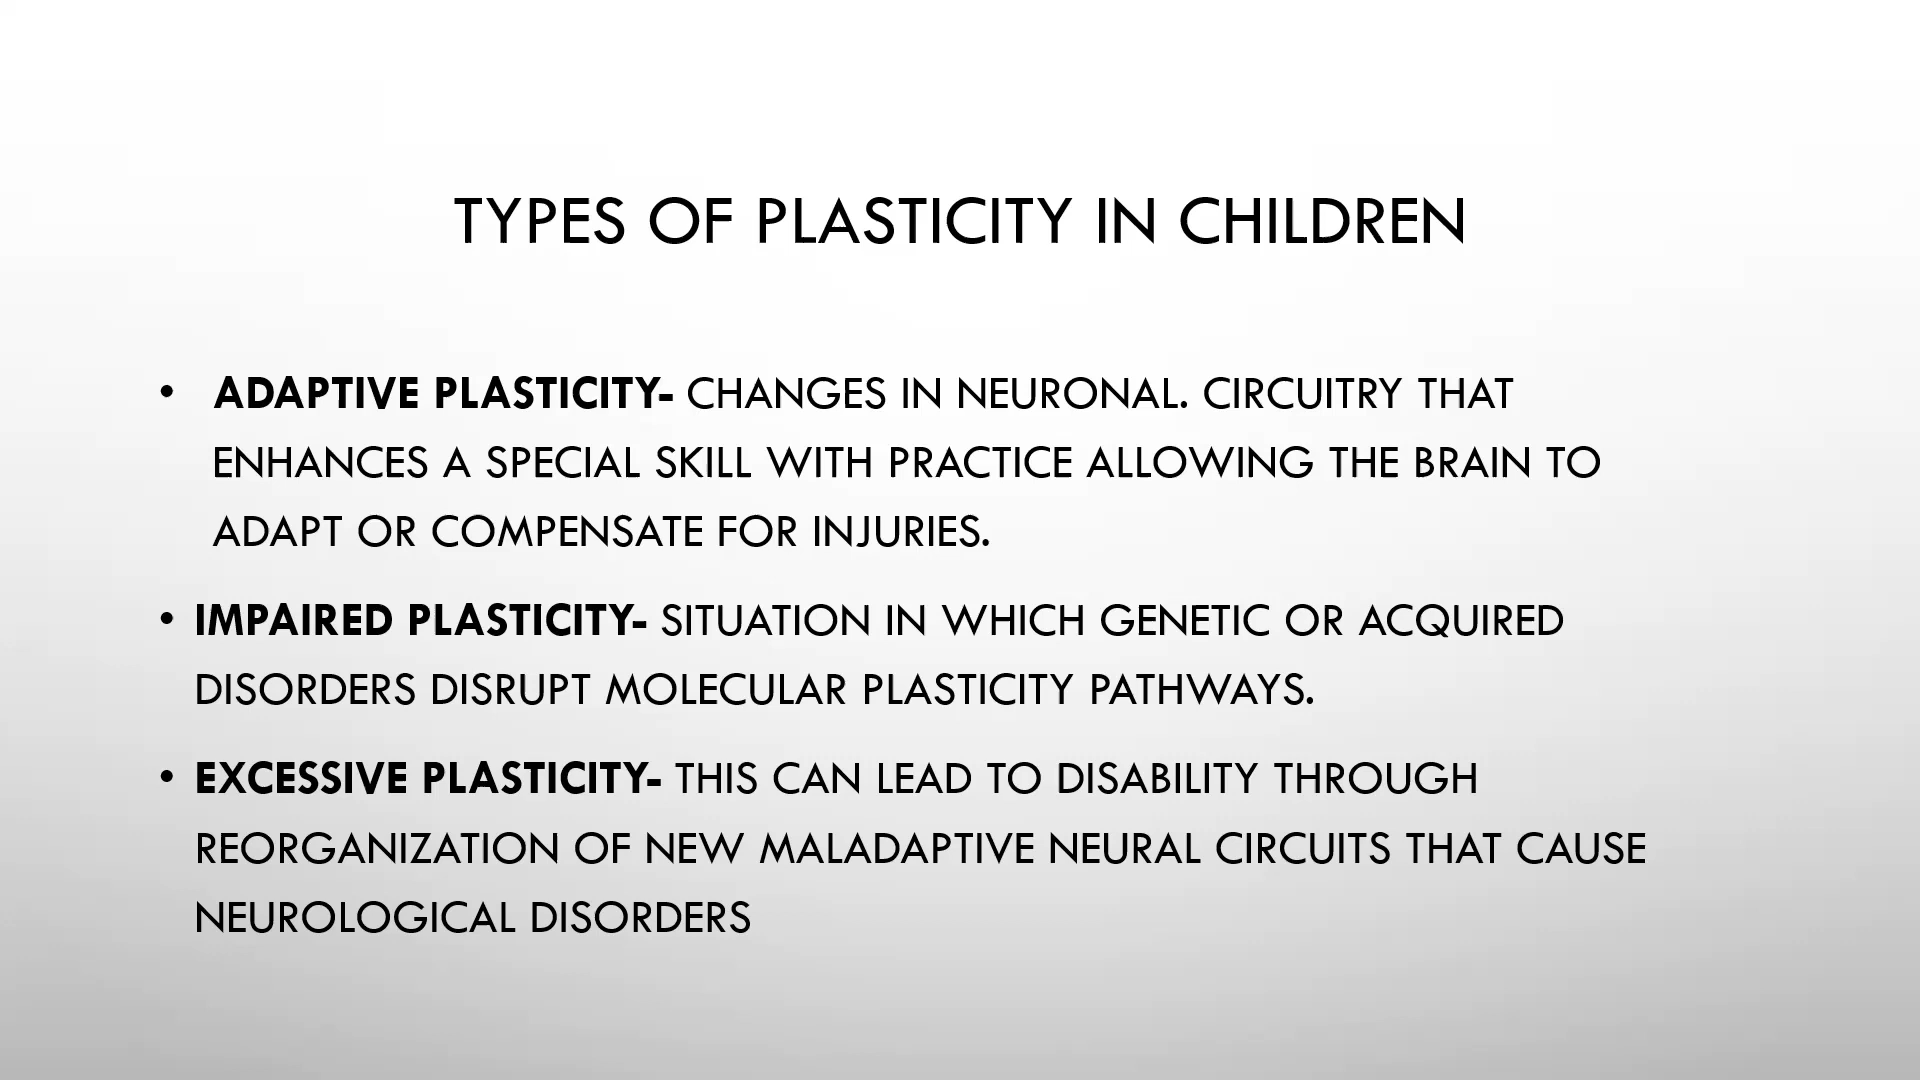 TYPES OF PLASTICITY IN CHILDREN
• ADAPTIVE PLASTICITY- CHANGES IN NEURONAL. CIRCUITRY THAT
ENHANCES A SPECIAL SKILL WITH PRACTICE ALLOWING THE BRAIN TO
ADAPT OR COMPENSATE FOR INJURIES.
• IMPAIRED PLASTICITY- SITUATION IN WHICH GENETIC OR ACQUIRED
DISORDERS DISRUPT MOLECULAR PLASTICITY PATHWAYS.
• EXCESSIVE PLASTICITY- THIS CAN LEAD TO DISABILITY THROUGH
REORGANIZATION OF NEW MALADAPTIVE NEURAL CIRCUITS THAT CAUSE
NEUROLOGICAL DISORDERS